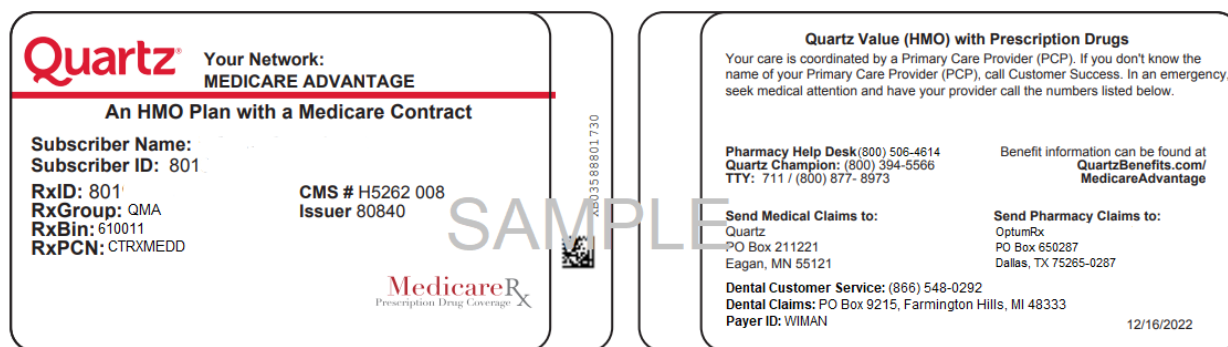 Quartz
Your Network:
MEDICARE ADVANTAGE
An HMO Plan with a Medicare Contract
Subscriber Name:
Subscriber ID: 801
RxID: 801
RxGroup: QMA
RxBin: 610011
RxPCN: CTRXMEDD
CMS # H5262 008
Issuer 80840
MedicareRx
Prescription Drug Coverage
XB03588801730
SAMPLE
Quartz Value (HMO) with Prescription Drugs
Your care is coordinated by a Primary Care Provider (PCP). If you don't know the
name of your Primary Care Provider (PCP), call Customer Success. In an emergency,
seek medical attention and have your provider call the numbers listed below.
Pharmacy Help Desk(800) 506-4614
Quartz Champion: (800) 394-5566
TTY: 711 / (800) 877- 8973
Benefit information can be found at
QuartzBenefits.com/
MedicareAdvantage
Send Medical Claims to:
Quartz
PO Box 211221
Eagan, MN 55121
Send Pharmacy Claims to:
OptumRx
PO Box 650287
Dallas, TX 75265-0287
Dental Customer Service: (866) 548-0292
Dental Claims: PO Box 9215, Farmington Hills, MI 48333
Payer ID: WIMAN
12/16/2022